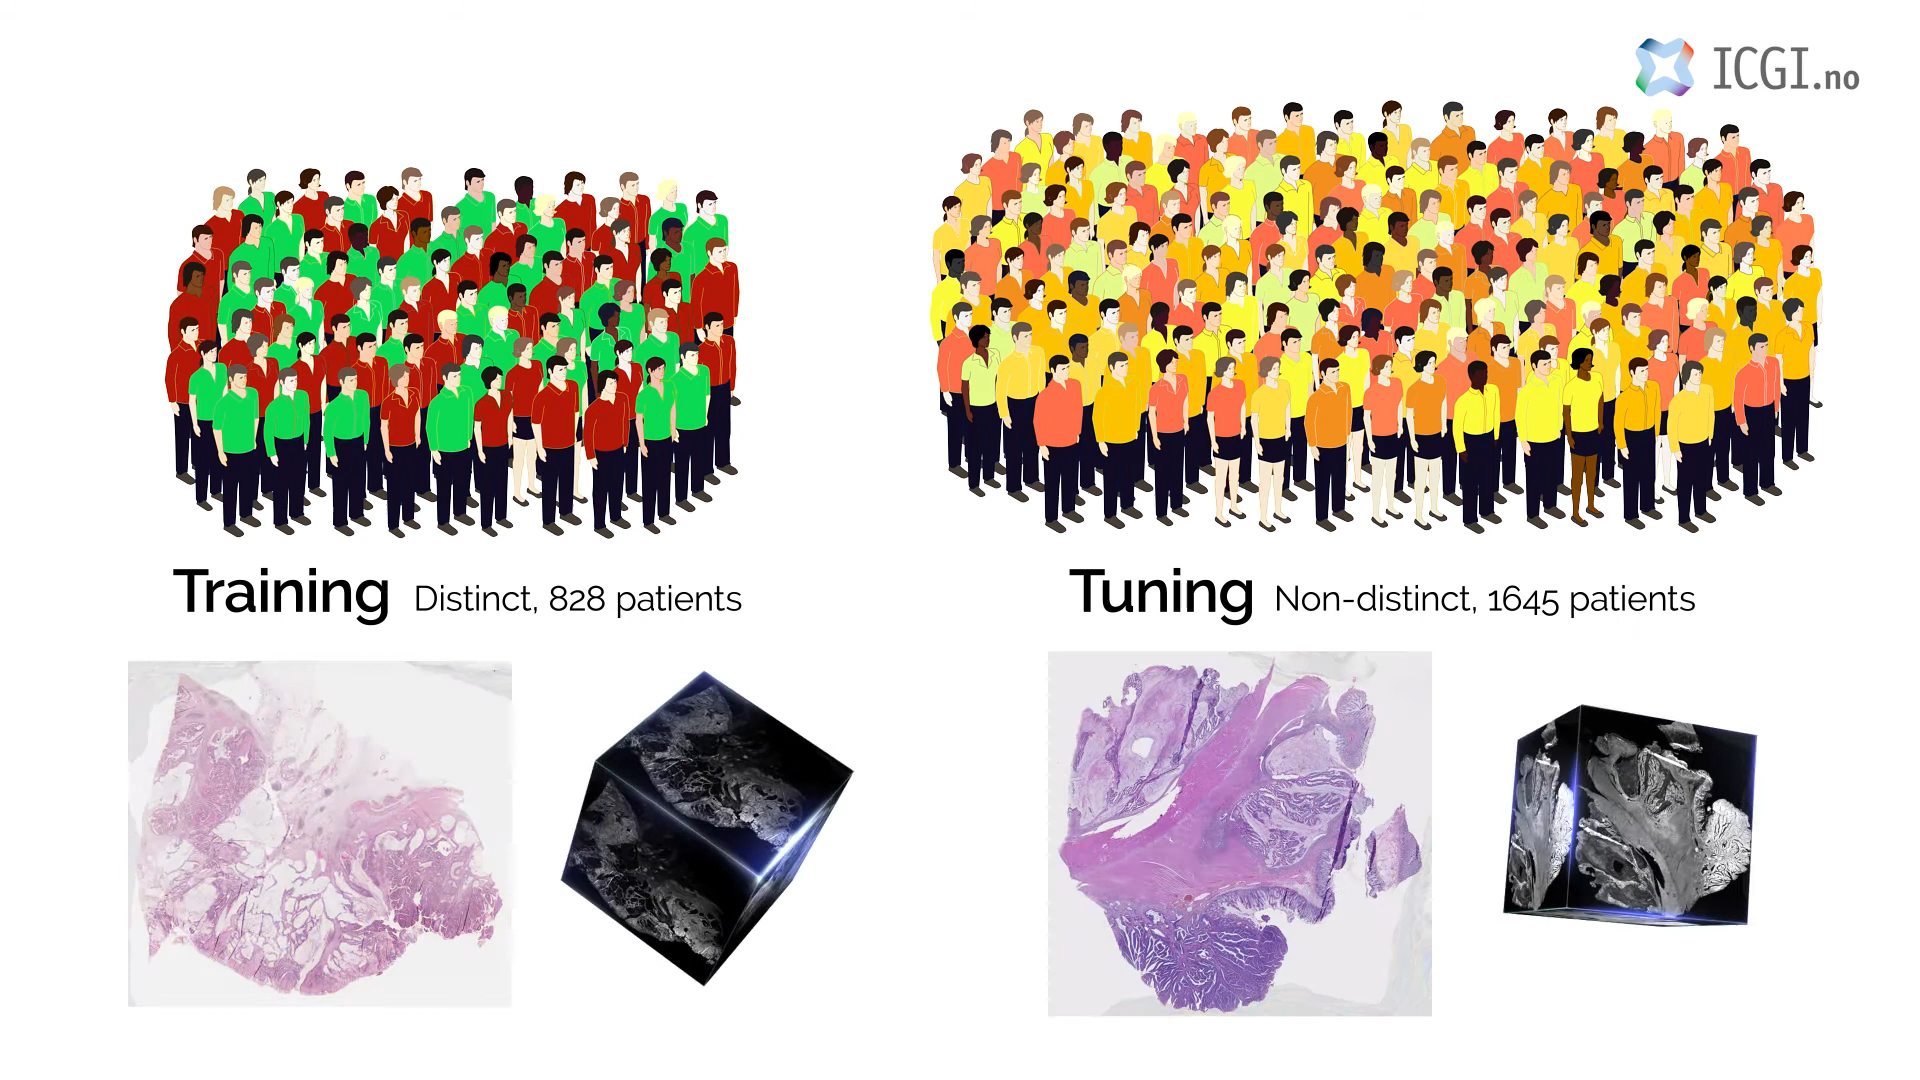 ICGI.no
Training Distinct, 828 patients
Tuning Non-distinct, 1645 patients